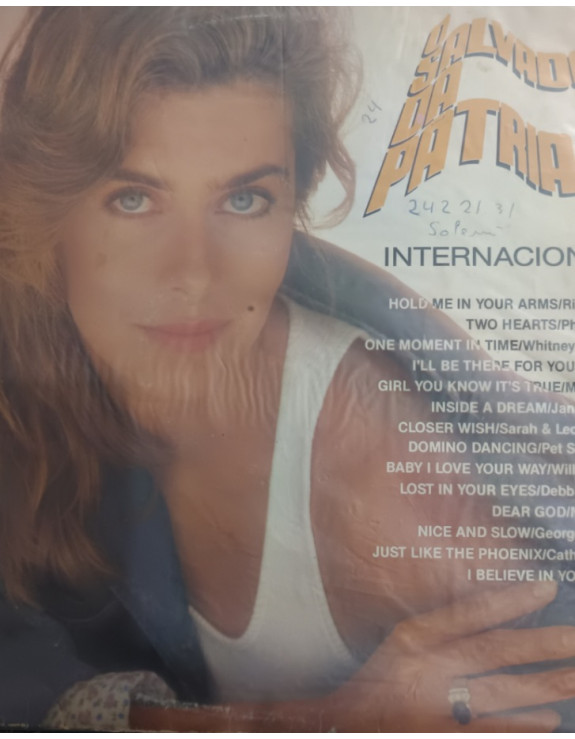 SALVADO
DA
PÁTRIA
24
242 21 31
INTERNACION
HOLD ME IN YOUR ARMS/Ri
TWO HEARTS/Ph
ONE MOMENT IN TIME/Whitney
I'LL BE THERE FOR YOU
GIRL YOU KNOW IT'S TRUE/M
INSIDE A DREAM/Jan
CLOSER WISH/Sarah & Leo
DOMINO DANCING/Pet S
BABY I LOVE YOUR WAY/Will
LOST IN YOUR EYES/Debb
DEAR GOD/M
NICE AND SLOW/Georg
JUST LIKE THE PHOENIX/Cath
I BELIEVE IN YO